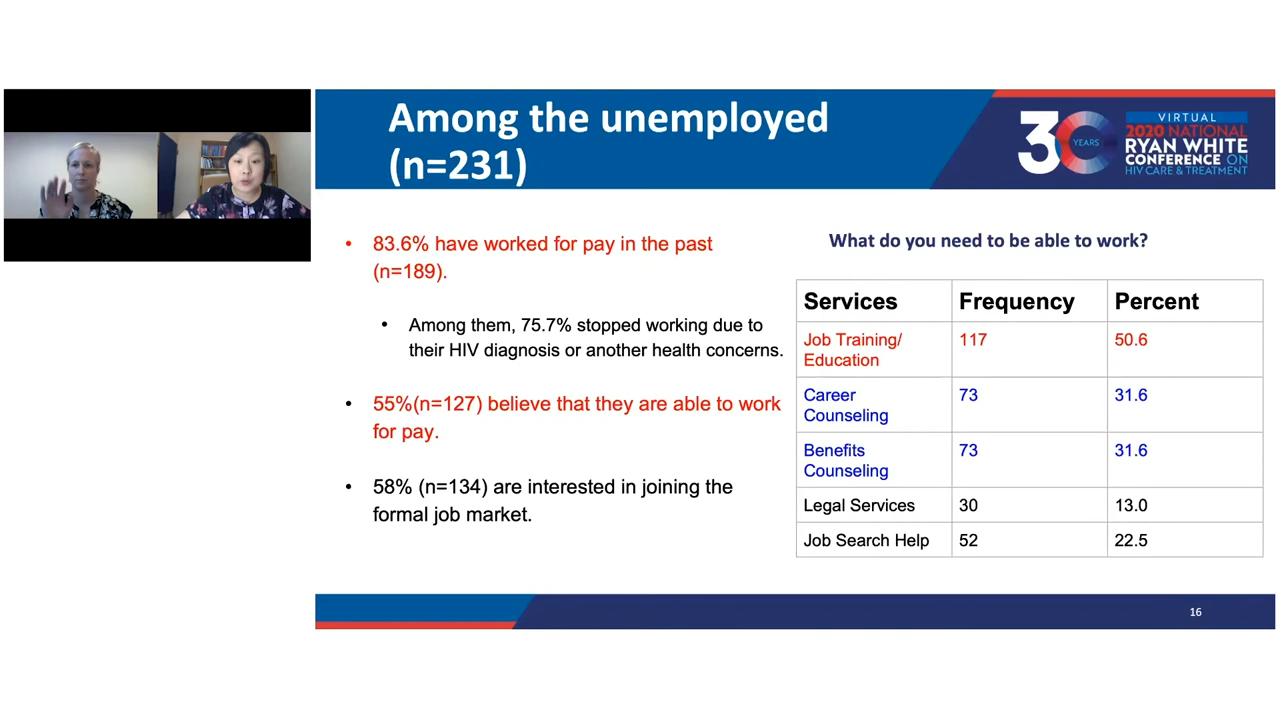 Among the unemployed
(n=231)
30
YEARS
VIRTUAL
2020 NATIONAL
RYAN WHITE
CONFERENCE ON
HIV CARE & TREATMENT
• 83.6% have worked for pay in the past
(n=189).
• Among them, 75.7% stopped working due to
their HIV diagnosis or another health concerns.
• 55%(n=127) believe that they are able to work
for pay.
• 58% (n=134) are interested in joining the
formal job market.
What do you need to be able to work?
Services Frequency Percent
Job Training/ 117 50.6
Education
Career 73 31.6
Counseling
Benefits 73 31.6
Counseling
Legal Services 30 13.0
Job Search Help 52 22.5
16